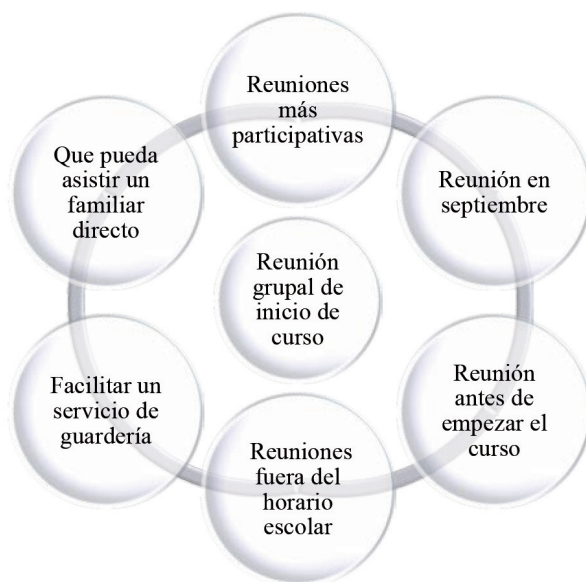 Reuniones
más
participativas
Que pueda
asistir un
familiar
directo
Reunión en
septiembre
Reunión
grupal de
inicio de
curso
Facilitar un
servicio de
guardería
Reunión
antes de
empezar el
curso
Reuniones
fuera del
horario
escolar